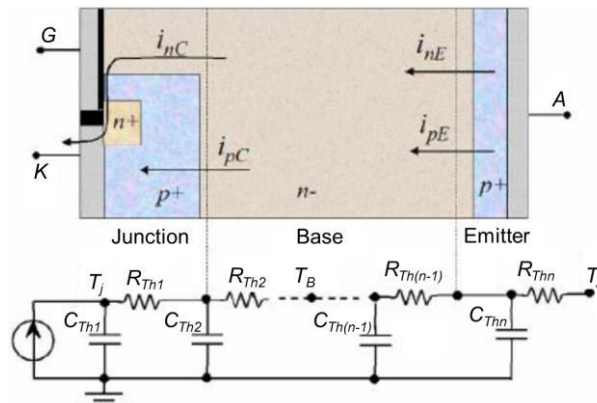 G
i_nC
i_nE
n+
A
i_pC
i_pE
K
p+
n-
p+
Junction Base Emitter
T_j R_Th1 R_Th2 T_B R_Th(n-1) R_Thn
C_Th1 C_Th2 C_Th(n-1) C_Thn